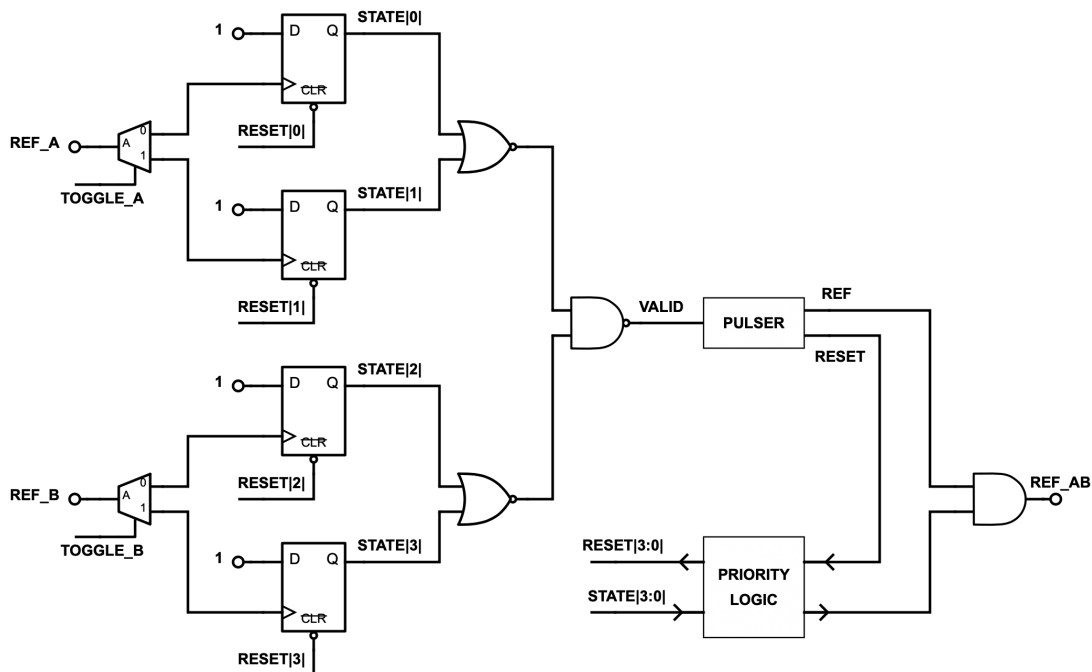 STATE|0|
1
D Q
CLR
RESET|0|
REF_A
A
0
1
TOGGLE_A
STATE|1|
1
D Q
CLR
RESET|1|
VALID
PULSER
REF
RESET
STATE|2|
1
D Q
CLR
RESET|2|
REF_B
A
0
1
TOGGLE_B
STATE|3|
1
D Q
CLR
RESET|3|
RESET|3:0|
STATE|3:0|
PRIORITY
LOGIC
REF_AB